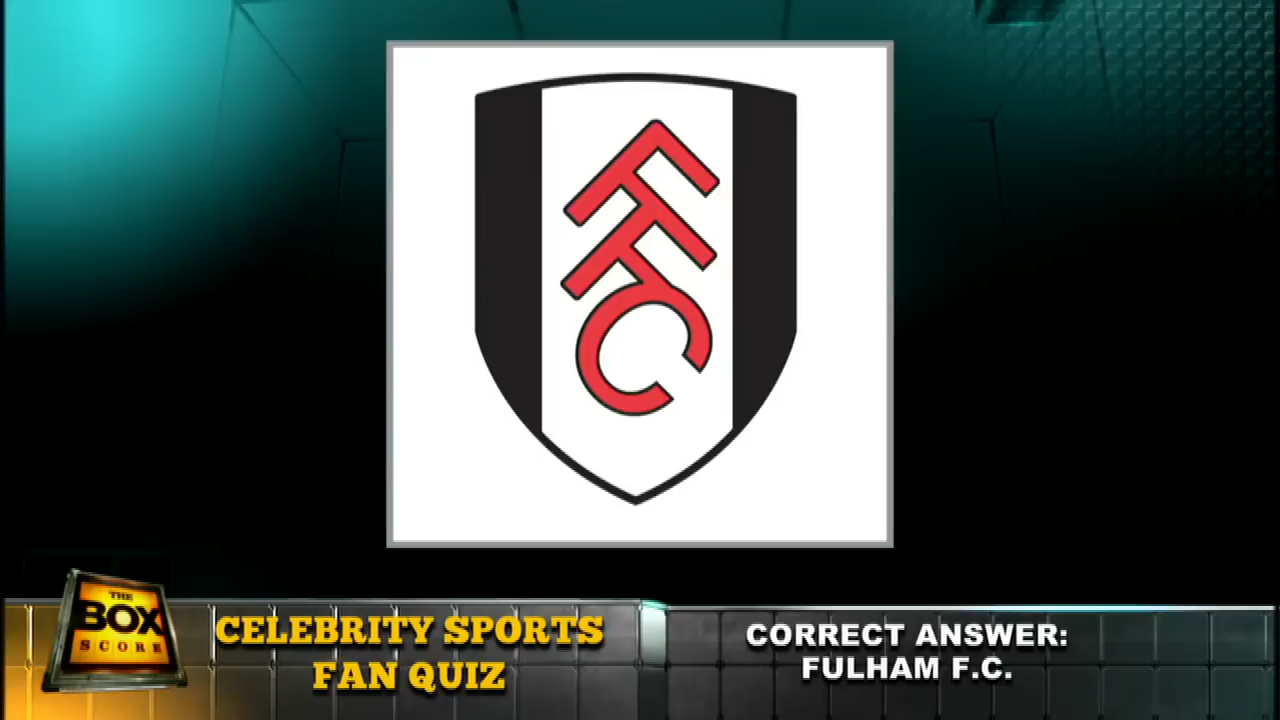 FFC
THE
BOX
SCORE
CELEBRITY SPORTS
FAN QUIZ
CORRECT ANSWER:
FULHAM F.C.